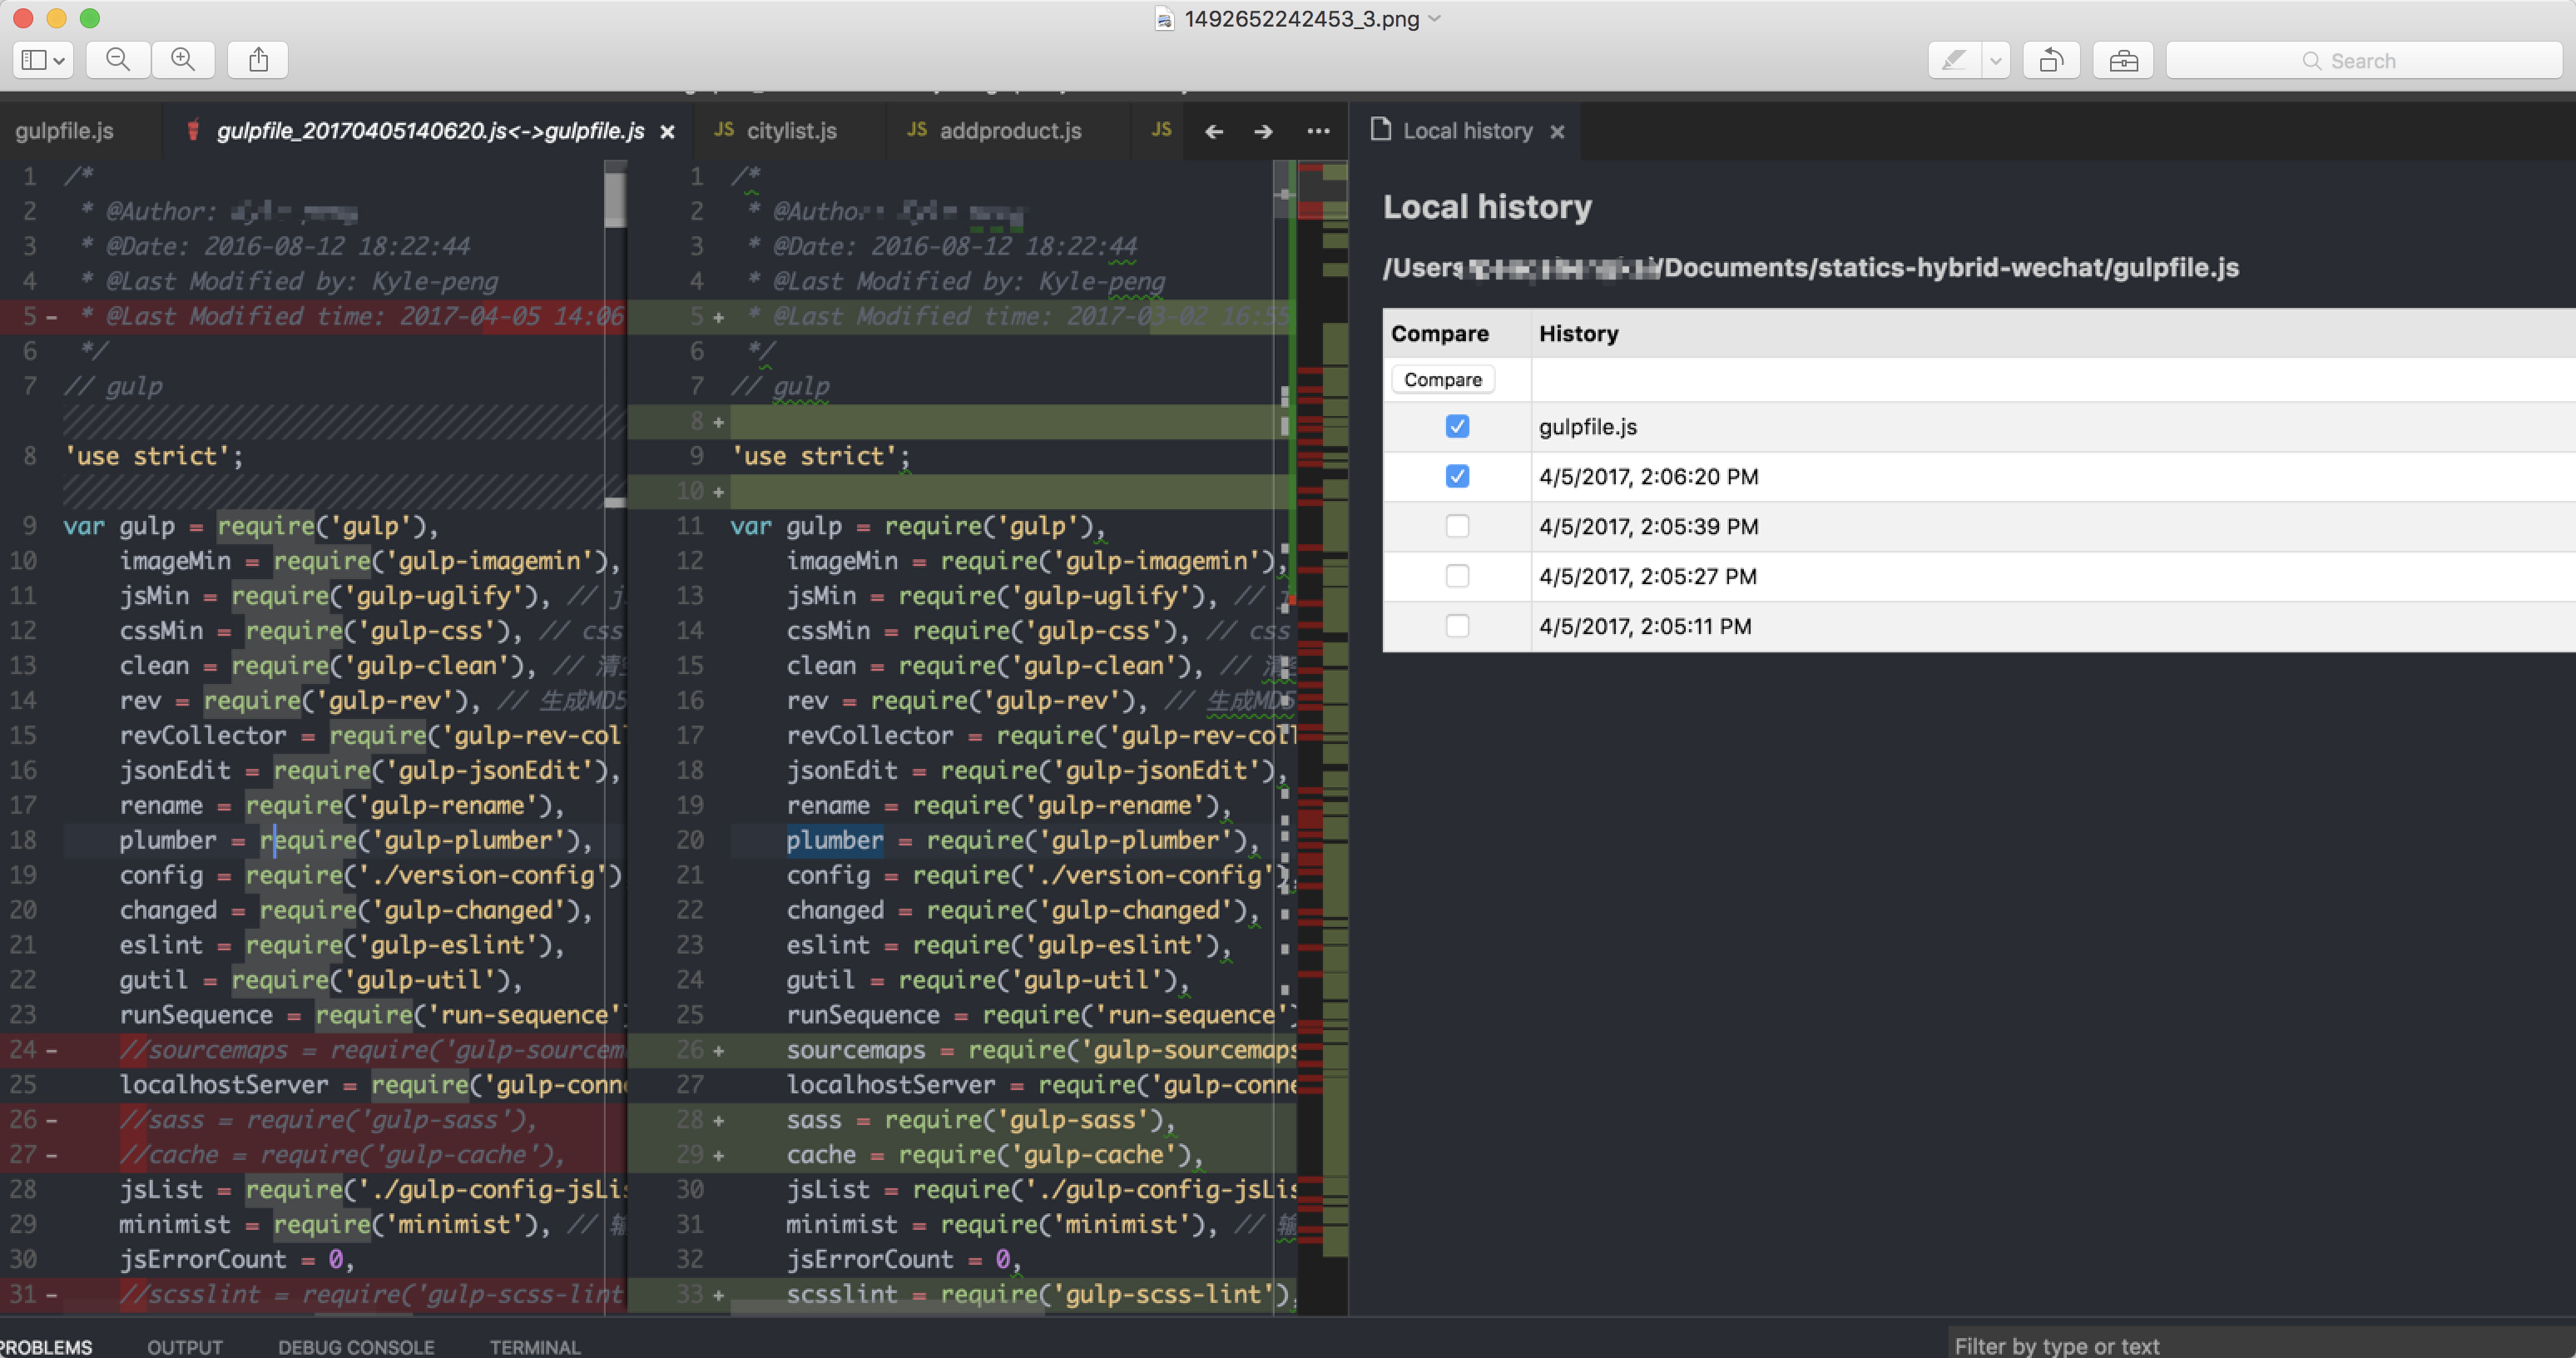 1492652242453_3.png
Search
gulpfile.js
gulpfile_20170405140620.js<->gulpfile.js
JS citylist.js
JS addproduct.js
JS
Local history
1 /*
2 * @Author:
3 * @Date: 2016-08-12 18:22:44
4 * @Last Modified by: Kyle-peng
5 - * @Last Modified time: 2017-04-05 14:06
6 */
7 // gulp
8 'use strict';
9 var gulp = require('gulp'),
10 imageMin = require('gulp-imagemin'),
11 jsMin = require('gulp-uglify'), // j
12 cssMin = require('gulp-css'), // css
13 clean = require('gulp-clean'), // 清
14 rev = require('gulp-rev'), // 生成MD5
15 revCollector = require('gulp-rev-col
16 jsonEdit = require('gulp-jsonEdit'),
17 rename = require('gulp-rename'),
18 plumber = require('gulp-plumber'),
19 config = require('./version-config')
20 changed = require('gulp-changed'),
21 eslint = require('gulp-eslint'),
22 gutil = require('gulp-util'),
23 runSequence = require('run-sequence'
24 - //sourcemaps = require('gulp-sourcem
25 localhostServer = require('gulp-conne
26 - //sass = require('gulp-sass'),
27 - //cache = require('gulp-cache'),
28 jsList = require('./gulp-config-jsLis
29 minimist = require('minimist'), // 输
30 jsErrorCount = 0,
31 - //scsslint = require('gulp-scss-lint
1 /*
2 * @Author:
3 * @Date: 2016-08-12 18:22:44
4 * @Last Modified by: Kyle-peng
5 + * @Last Modified time: 2017-03-02 16:55
6 */
7 // gulp
8 +
9 'use strict';
10 +
11 var gulp = require('gulp'),
12 imageMin = require('gulp-imagemin'),
13 jsMin = require('gulp-uglify'), //
14 cssMin = require('gulp-css'), // css
15 clean = require('gulp-clean'), // 清
16 rev = require('gulp-rev'), // 生成MD5
17 revCollector = require('gulp-rev-col
18 jsonEdit = require('gulp-jsonEdit'),
19 rename = require('gulp-rename'),
20 plumber = require('gulp-plumber'),
21 config = require('./version-config'),
22 changed = require('gulp-changed'),
23 eslint = require('gulp-eslint'),
24 gutil = require('gulp-util'),
25 runSequence = require('run-sequence')
26 + sourcemaps = require('gulp-sourcemaps
27 localhostServer = require('gulp-conne
28 + sass = require('gulp-sass'),
29 + cache = require('gulp-cache'),
30 jsList = require('./gulp-config-jsLis
31 minimist = require('minimist'), // 输
32 jsErrorCount = 0,
33 + scsslint = require('gulp-scss-lint'),
Local history
/Users /Documents/statics-hybrid-wechat/gulpfile.js
Compare History
Compare
gulpfile.js
4/5/2017, 2:06:20 PM
4/5/2017, 2:05:39 PM
4/5/2017, 2:05:27 PM
4/5/2017, 2:05:11 PM
PROBLEMS OUTPUT DEBUG CONSOLE TERMINAL
Filter by type or text